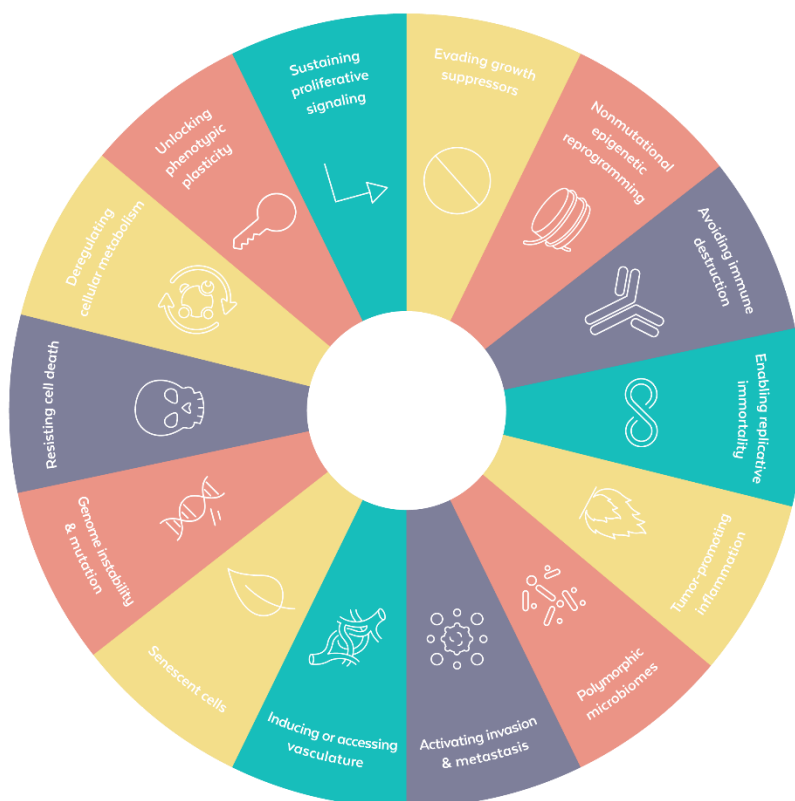 Sustaining
proliferative
signaling
Evading growth
suppressors
Nonmutational
epigenetic
reprogramming
Avoiding immune
destruction
Enabling replicative
immortality
Tumor-promoting
inflammation
Polymorphic
microbiomes
Activating invasion
& metastasis
Inducing or accessing
vasculature
Senescent cells
Genome instability
& mutation
Resisting cell death
Deregulating
cellular metabolism
Unlocking
phenotypic
plasticity